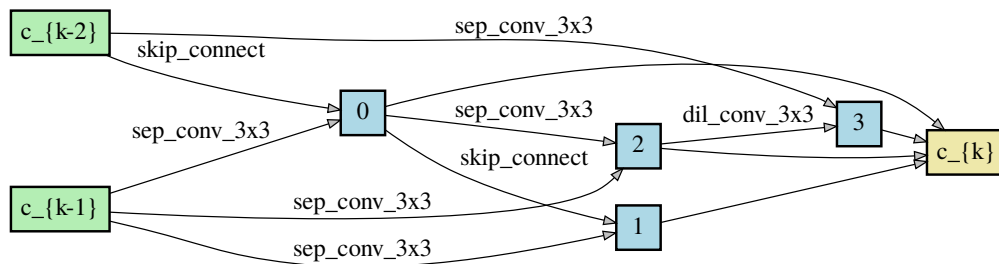 c_{k-2}
sep_conv_3x3
skip_connect
0
sep_conv_3x3
sep_conv_3x3
dil_conv_3x3
3
2
c_{k}
skip_connect
c_{k-1}
sep_conv_3x3
1
sep_conv_3x3